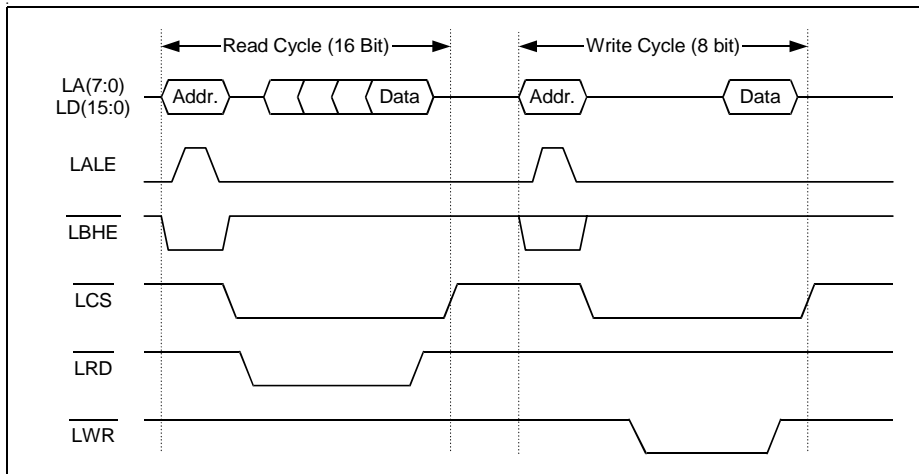 Read Cycle (16 Bit)
Write Cycle (8 bit)
LA(7:0)
LD(15:0)
Addr.
Data
Addr.
Data
LALE
LBHE
LCS
LRD
LWR